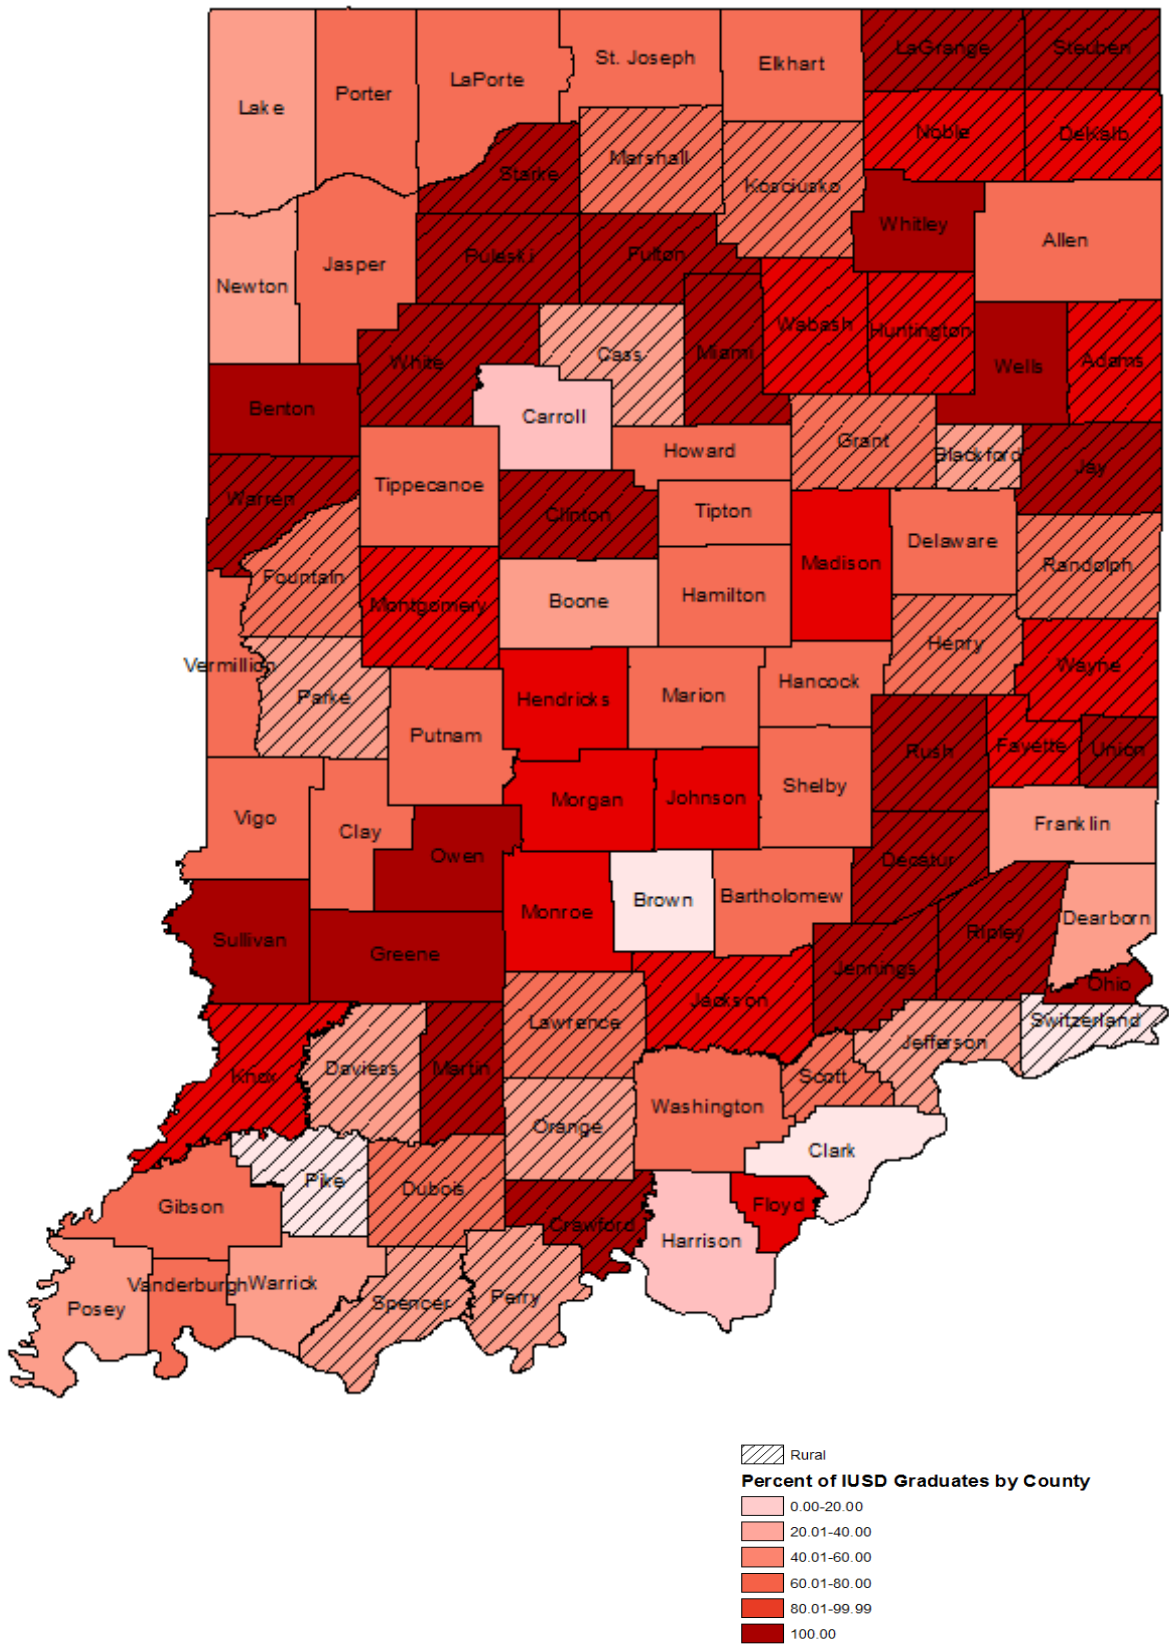 LaGrange
Steuben
St. Joseph
Elkhart
LaPorte
Porter
Lake
Noble
DeKalb
Marshall
Starke
Kosciusko
Whitley
Allen
Pulaski
Fulton
Jasper
Newton
Wabash
Huntington
Cass
Miami
White
Wells
Adams
Benton
Carroll
Grant
Howard
Blackford
Jay
Tippecanoe
Warren
Clinton
Tipton
Delaware
Madison
Randolph
Fountain
Montgomery
Boone
Hamilton
Henry
Vermillion
Wayne
Parke
Hendricks
Marion
Hancock
Putnam
Rush
Fayette
Union
Shelby
Morgan
Johnson
Vigo
Clay
Franklin
Owen
Decatur
Bartholomew
Brown
Monroe
Dearborn
Sullivan
Greene
Ripley
Jennings
Ohio
Jackson
Lawrence
Switzerland
Jefferson
Knox
Daviess
Martin
Scott
Washington
Orange
Clark
Pike
Dubois
Gibson
Floyd
Crawford
Harrison
Vanderburgh
Warrick
Posey
Spencer
Perry
Rural
Percent of IUSD Graduates by County
0.00-20.00
20.01-40.00
40.01-60.00
60.01-80.00
80.01-99.99
100.00